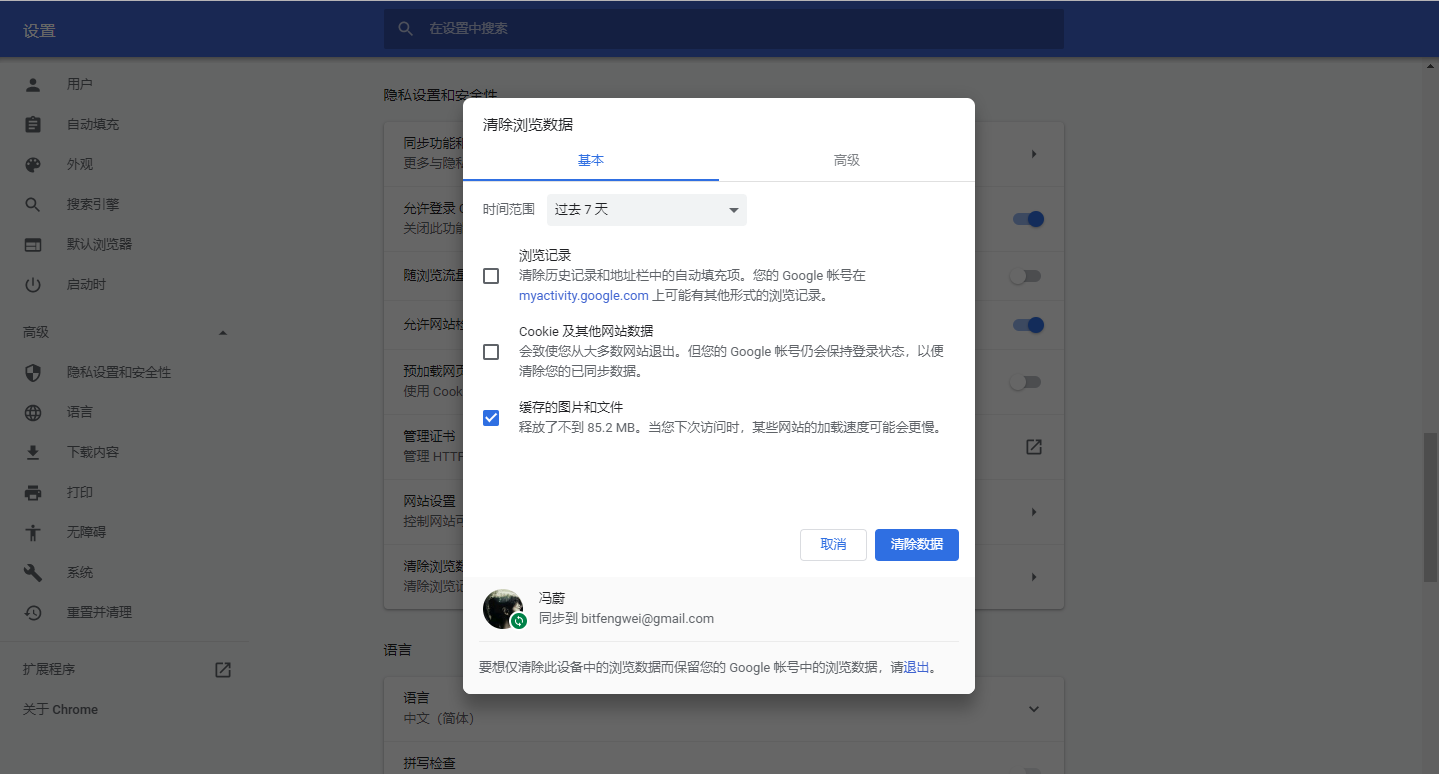 设置
在设置中搜索
用户
自动填充
外观
搜索引擎
默认浏览器
启动时
高级
隐私设置和安全性
语言
下载内容
打印
无障碍
系统
重置并清理
扩展程序
关于 Chrome
隐私设置和安全性
同步功能和
更多与隐私
允许登录 C
关闭此功能
随浏览流量
允许网站检
预加载网页
使用 Cook
管理证书
管理 HTTP
网站设置
控制网站可
清除浏览数
清除浏览记
语言
语言
中文（简体）
拼写检查
清除浏览数据
基本
高级
时间范围
过去 7 天
浏览记录
清除历史记录和地址栏中的自动填充项。您的 Google 帐号在
myactivity.google.com 上可能有其他形式的浏览记录。
Cookie 及其他网站数据
会致使您从大多数网站退出。但您的 Google 帐号仍会保持登录状态，以便
清除您的已同步数据。
缓存的图片和文件
释放了不到 85.2 MB。当您下次访问时，某些网站的加载速度可能会更慢。
取消
清除数据
冯蔚
同步到 bitfengwei@gmail.com
要想仅清除此设备中的浏览数据而保留您的 Google 帐号中的浏览数据，请退出。